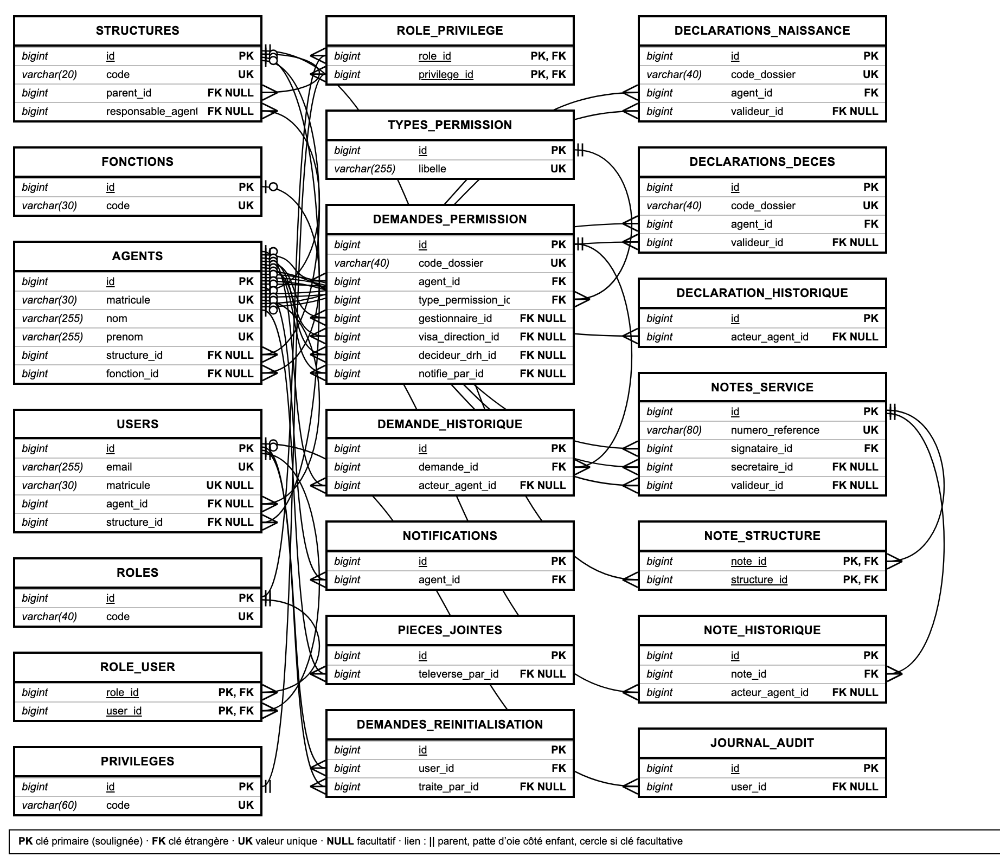 STRUCTURES
bigint id PK
varchar(20) code UK
bigint parent_id FK NULL
bigint responsable_agent FK NULL
FONCTIONS
bigint id PK
varchar(30) code UK
AGENTS
bigint id PK
varchar(30) matricule UK
varchar(255) nom UK
varchar(255) prenom UK
bigint structure_id FK NULL
bigint fonction_id FK NULL
USERS
bigint id PK
varchar(255) email UK
varchar(30) matricule UK NULL
bigint agent_id FK NULL
bigint structure_id FK NULL
ROLES
bigint id PK
varchar(40) code UK
ROLE_USER
bigint role_id PK, FK
bigint user_id PK, FK
PRIVILEGES
bigint id PK
varchar(60) code UK
ROLE_PRIVILEGE
bigint role_id PK, FK
bigint privilege_id PK, FK
TYPES_PERMISSION
bigint id PK
varchar(255) libelle UK
DEMANDES_PERMISSION
bigint id PK
varchar(40) code_dossier UK
bigint agent_id FK
bigint type_permission_ic FK
bigint gestionnaire_id FK NULL
bigint visa_direction_id FK NULL
bigint decideur_drh_id FK NULL
bigint notifie_par_id FK NULL
DEMANDE_HISTORIQUE
bigint id PK
bigint demande_id FK
bigint acteur_agent_id FK NULL
NOTIFICATIONS
bigint id PK
bigint agent_id FK
PIECES_JOINTES
bigint id PK
bigint televerse_par_id FK NULL
DEMANDES_REINITIALISATION
bigint id PK
bigint user_id FK
bigint traite_par_id FK NULL
DECLARATIONS_NAISSANCE
bigint id PK
varchar(40) code_dossier UK
bigint agent_id FK
bigint valideur_id FK NULL
DECLARATIONS_DECES
bigint id PK
varchar(40) code_dossier UK
bigint agent_id FK
bigint valideur_id FK NULL
DECLARATION_HISTORIQUE
bigint id PK
bigint acteur_agent_id FK NULL
NOTES_SERVICE
bigint id PK
varchar(80) numero_reference UK
bigint signataire_id FK
bigint secretaire_id FK NULL
bigint valideur_id FK NULL
NOTE_STRUCTURE
bigint note_id PK, FK
bigint structure_id PK, FK
NOTE_HISTORIQUE
bigint id PK
bigint note_id FK
bigint acteur_agent_id FK NULL
JOURNAL_AUDIT
bigint id PK
bigint user_id FK NULL
PK clé primaire (soulignée) · FK clé étrangère · UK valeur unique · NULL facultatif · lien : || parent, patte d’oie côté enfant, cercle si clé facultative